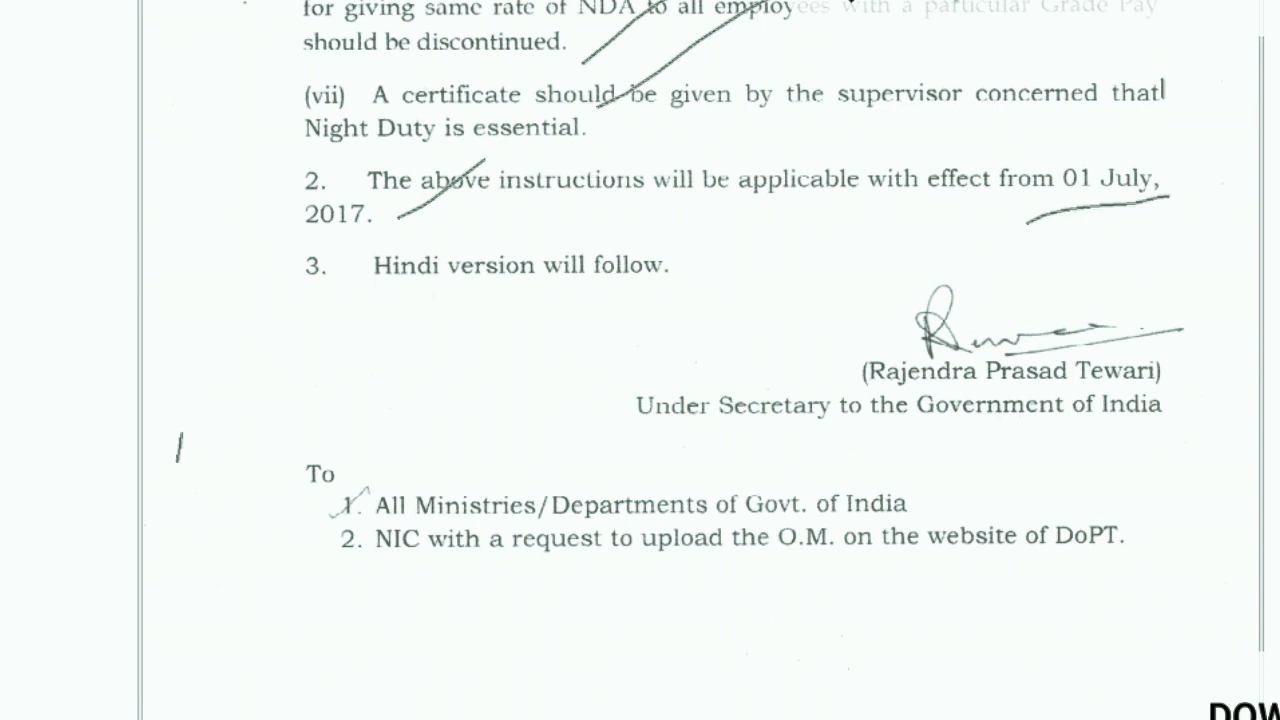 for giving same rate of NDA to all employees with a particular Grade Pay
should be discontinued.
(vii) A certificate should be given by the supervisor concerned that
Night Duty is essential.
2. The above instructions will be applicable with effect from 01 July,
2017.
3. Hindi version will follow.
(Rajendra Prasad Tewari)
Under Secretary to the Government of India
To
1. All Ministries/Departments of Govt. of India
2. NIC with a request to upload the O.M. on the website of DoPT.
DOW